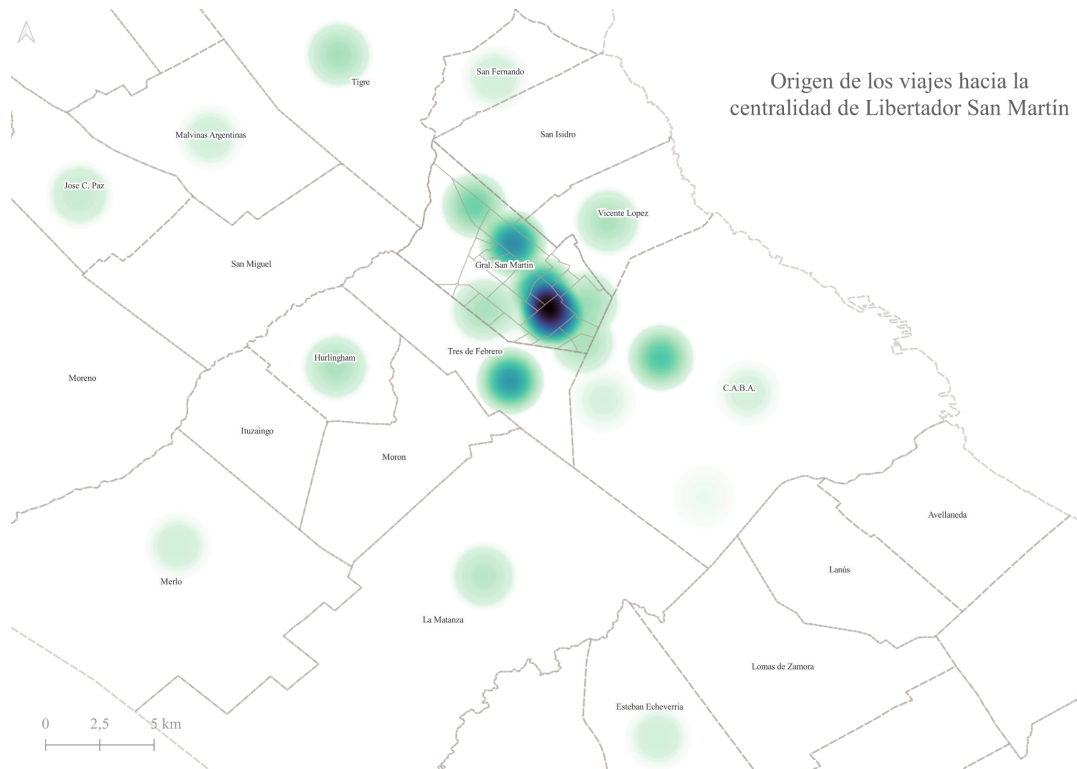 Origen de los viajes hacia la
centralidad de Libertador San Martín
Tigre
San Fernando
Malvinas Argentinas
San Isidro
Jose C. Paz
Vicente Lopez
San Miguel
Gral. San Martín
Tres de Febrero
Hurlingham
Moreno
C.A.B.A.
Ituzaingo
Moron
Avellaneda
Lanús
Merlo
La Matanza
Lomas de Zamora
Esteban Echeverria
0 2,5 5 km